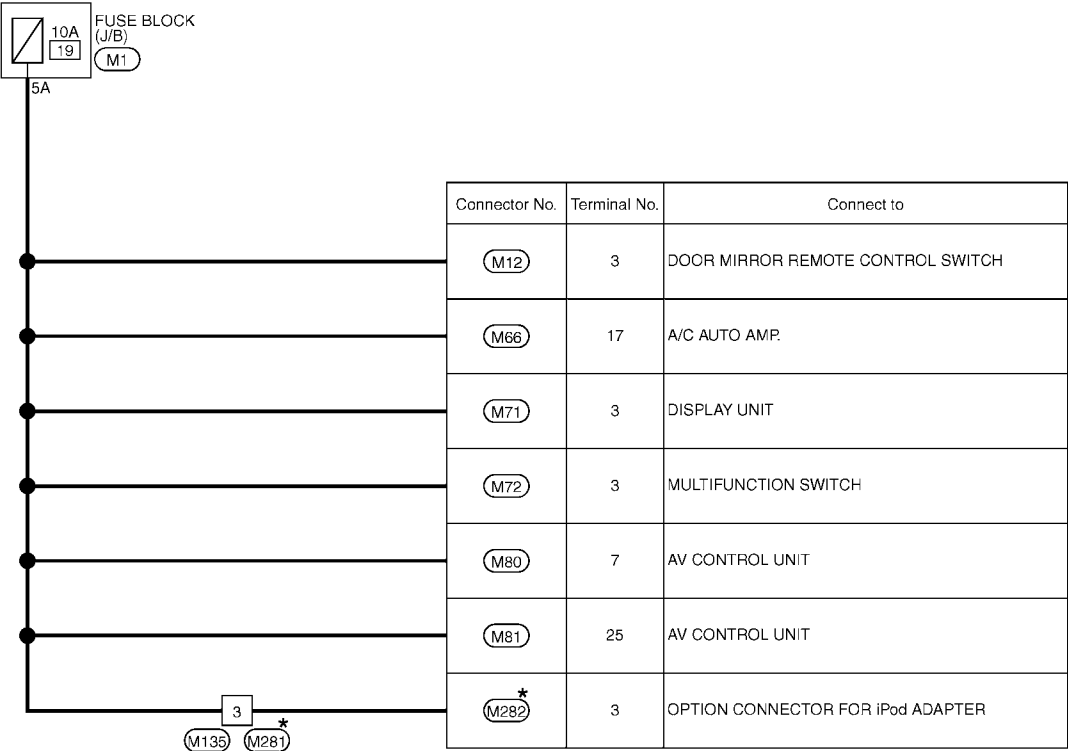 FUSE BLOCK
10A (J/B)
19 M1
5A
Connector No. Terminal No. Connect to
M12 3 DOOR MIRROR REMOTE CONTROL SWITCH
M66 17 A/C AUTO AMP.
M71 3 DISPLAY UNIT
M72 3 MULTIFUNCTION SWITCH
M80 7 AV CONTROL UNIT
M81 25 AV CONTROL UNIT
M282* 3 OPTION CONNECTOR FOR iPod ADAPTER
3
M135 M281*